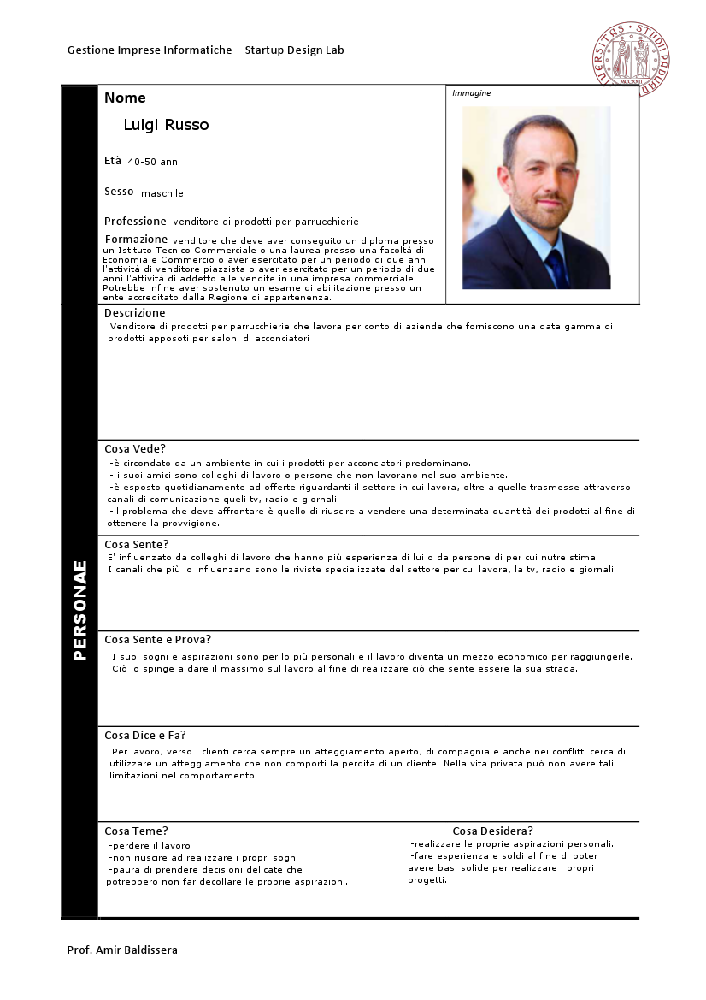 Gestione Imprese Informatiche – Startup Design Lab
UNIVERSITAS STUDII PADUANI
MCCXXII
Nome
Luigi Russo
Età 40-50 anni
Sesso maschile
Professione venditore di prodotti per parrucchierie
Formazione venditore che deve aver conseguito un diploma presso
un Istituto Tecnico Commerciale o una laurea presso una facoltà di
Economia e Commercio o aver esercitato per un periodo di due anni
l'attività di venditore piazzista o aver esercitato per un periodo di due
anni l'attività di addetto alle vendite in una impresa commerciale.
Potrebbe infine aver sostenuto un esame di abilitazione presso un
ente accreditato dalla Regione di appartenenza.
Immagine
Descrizione
Venditore di prodotti per parrucchierie che lavora per conto di aziende che forniscono una data gamma di
prodotti apposoti per saloni di acconciatori
Cosa Vede?
-è circondato da un ambiente in cui i prodotti per acconciatori predominano.
- i suoi amici sono colleghi di lavoro o persone che non lavorano nel suo ambiente.
-è esposto quotidianamente ad offerte riguardanti il settore in cui lavora, oltre a quelle trasmesse attraverso
canali di comunicazione queli tv, radio e giornali.
-il problema che deve affrontare è quello di riuscire a vendere una determinata quantità dei prodotti al fine di
ottenere la provvigione.
Cosa Sente?
E' influenzato da colleghi di lavoro che hanno più esperienza di lui o da persone di per cui nutre stima.
I canali che più lo influenzano sono le riviste specializzate del settore per cui lavora, la tv, radio e giornali.
PERSONAE
Cosa Sente e Prova?
I suoi sogni e aspirazioni sono per lo più personali e il lavoro diventa un mezzo economico per raggiungerle.
Ciò lo spinge a dare il massimo sul lavoro al fine di realizzare ciò che sente essere la sua strada.
Cosa Dice e Fa?
Per lavoro, verso i clienti cerca sempre un atteggiamento aperto, di compagnia e anche nei conflitti cerca di
utilizzare un atteggiamento che non comporti la perdita di un cliente. Nella vita privata può non avere tali
limitazioni nel comportamento.
Cosa Teme?
-perdere il lavoro
-non riuscire ad realizzare i propri sogni
-paura di prendere decisioni delicate che
potrebbero non far decollare le proprie aspirazioni.
Cosa Desidera?
-realizzare le proprie aspirazioni personali.
-fare esperienza e soldi al fine di poter
avere basi solide per realizzare i propri
progetti.
Prof. Amir Baldissera